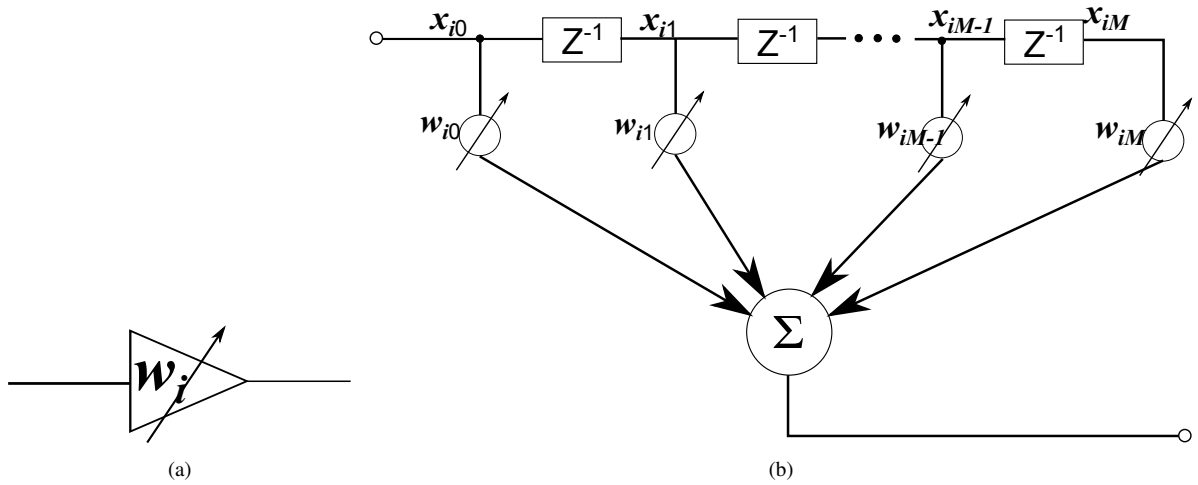 x_{i0} Z^{-1} x_{i1} Z^{-1} x_{iM-1} Z^{-1} x_{iM}
w_{i0} w_{i1} w_{iM-1} w_{iM}
Σ
w_i
(a) (b)